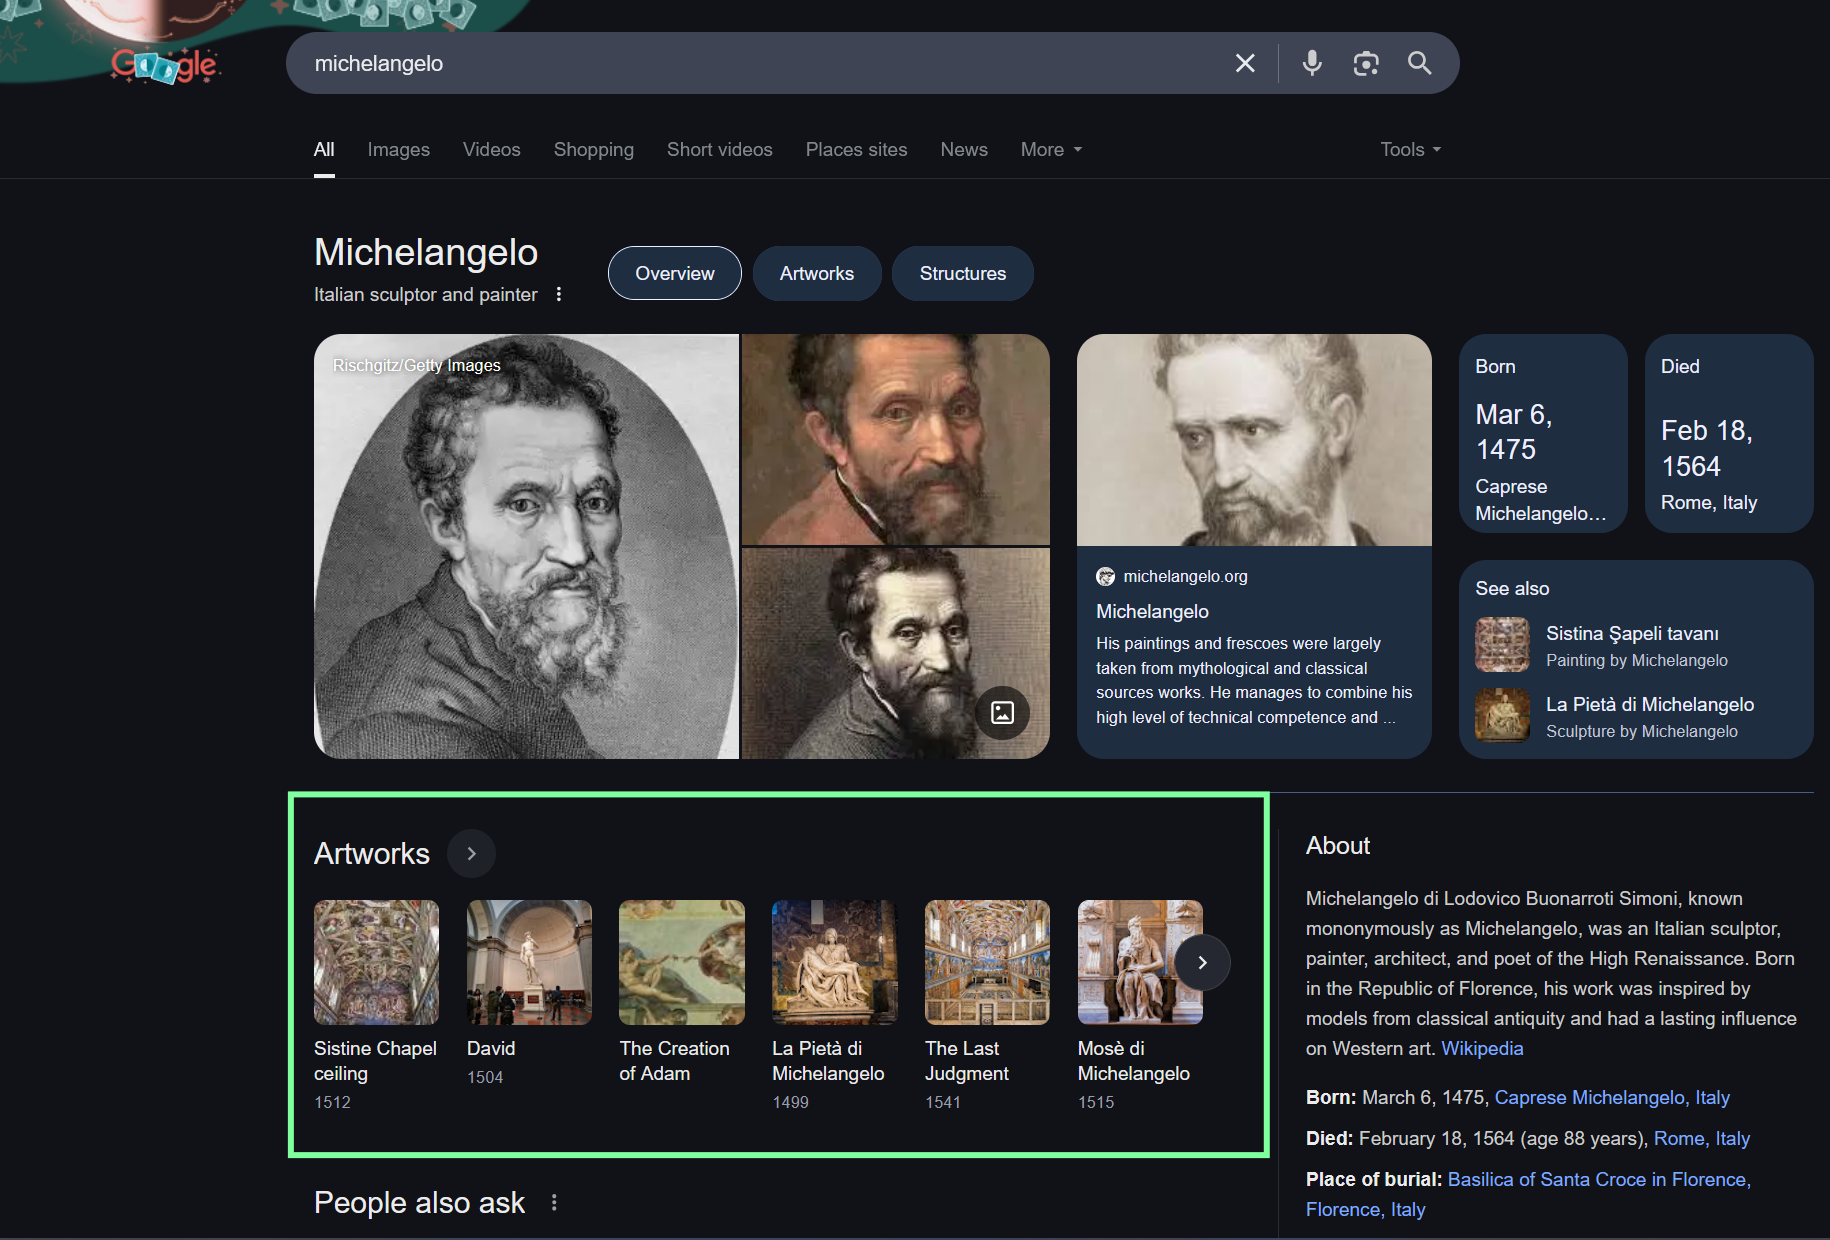 Google
michelangelo
All
Images
Videos
Shopping
Short videos
Places sites
News
More
Tools
Michelangelo
Italian sculptor and painter
Overview
Artworks
Structures
Rischgitz/Getty Images
michelangelo.org
Michelangelo
His paintings and frescoes were largely
taken from mythological and classical
sources works. He manages to combine his
high level of technical competence and ...
Born
Mar 6,
1475
Caprese
Michelangelo…
Died
Feb 18,
1564
Rome, Italy
See also
Sistina Şapeli tavanı
Painting by Michelangelo
La Pietà di Michelangelo
Sculpture by Michelangelo
Artworks
Sistine Chapel
ceiling
1512
David
1504
The Creation
of Adam
La Pietà di
Michelangelo
1499
The Last
Judgment
1541
Mosè di
Michelangelo
1515
People also ask
About
Michelangelo di Lodovico Buonarroti Simoni, known
mononymously as Michelangelo, was an Italian sculptor,
painter, architect, and poet of the High Renaissance. Born
in the Republic of Florence, his work was inspired by
models from classical antiquity and had a lasting influence
on Western art. Wikipedia
Born: March 6, 1475, Caprese Michelangelo, Italy
Died: February 18, 1564 (age 88 years), Rome, Italy
Place of burial: Basilica of Santa Croce in Florence,
Florence, Italy